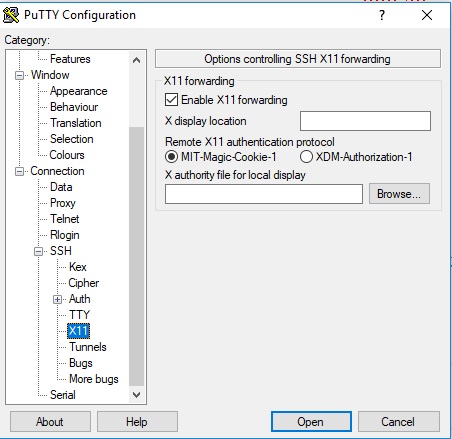 PuTTY Configuration
? ×
Category:
Features
Window
Appearance
Behaviour
Translation
Selection
Colours
Connection
Data
Proxy
Telnet
Rlogin
SSH
Kex
Cipher
Auth
TTY
X11
Tunnels
Bugs
More bugs
Serial
Options controlling SSH X11 forwarding
X11 forwarding
Enable X11 forwarding
X display location
Remote X11 authentication protocol
MIT-Magic-Cookie-1 XDM-Authorization-1
X authority file for local display
Browse...
About Help Open Cancel